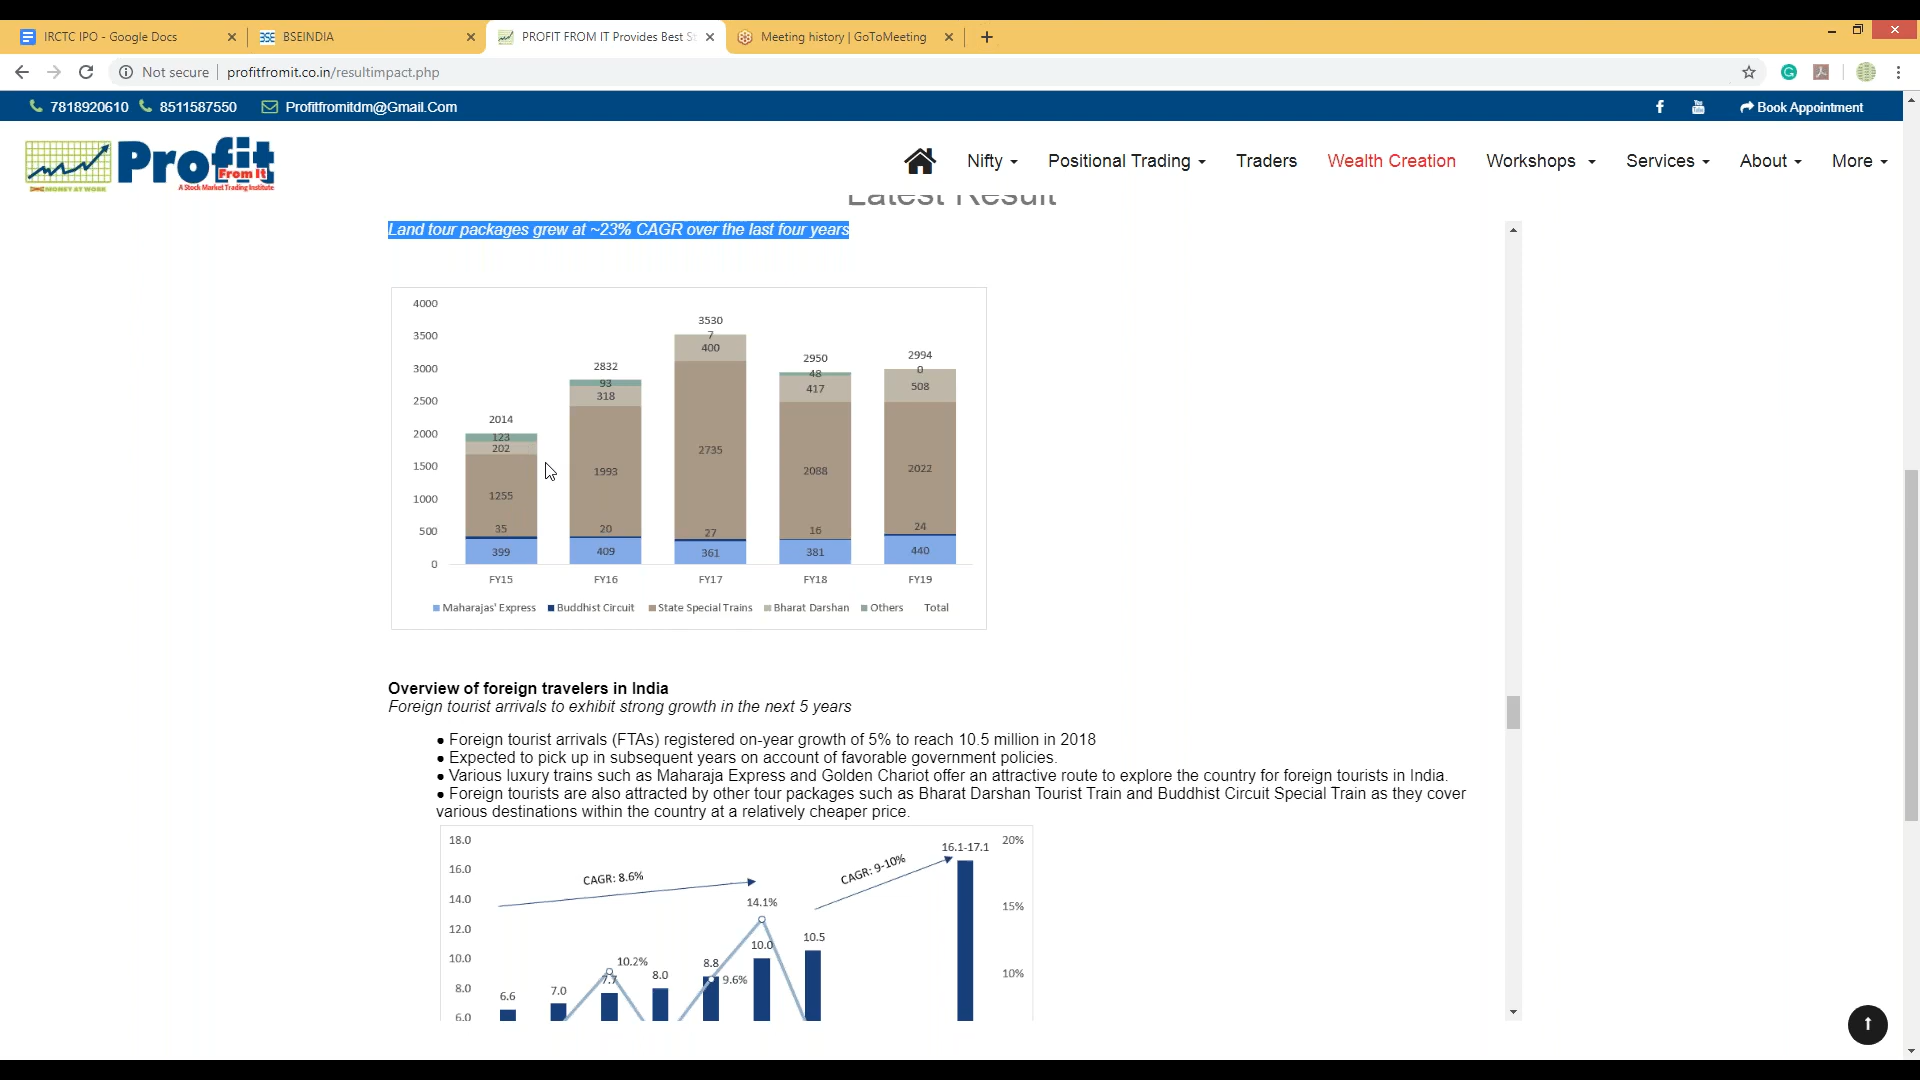 IRCTC IPO - Google Docs
BSEINDIA
PROFIT FROM IT Provides Best S
Meeting history | GoToMeeting
Not secure
profitfromit.co.in/resultimpact.php
7818920610
8511587550
Profitfromitdm@Gmail.Com
Book Appointment
Profit
From It
MONEY AT WORK
A Stock Market Trading Institute
Nifty
Positional Trading
Traders
Wealth Creation
Workshops
Services
About
More
Latest Result
Land tour packages grew at ~23% CAGR over the last four years
4000
3500
3000
2500
2000
1500
1000
500
0
2014
123
202
1255
35
399
2832
93
318
1993
20
409
3530
7
400
2735
27
361
2950
48
417
2088
16
381
2994
0
508
2022
24
440
FY15 FY16 FY17 FY18 FY19
Maharajas' Express Buddhist Circuit State Special Trains Bharat Darshan Others Total
Overview of foreign travelers in India
Foreign tourist arrivals to exhibit strong growth in the next 5 years
● Foreign tourist arrivals (FTAs) registered on-year growth of 5% to reach 10.5 million in 2018
● Expected to pick up in subsequent years on account of favorable government policies.
● Various luxury trains such as Maharaja Express and Golden Chariot offer an attractive route to explore the country for foreign tourists in India.
● Foreign tourists are also attracted by other tour packages such as Bharat Darshan Tourist Train and Buddhist Circuit Special Train as they cover
various destinations within the country at a relatively cheaper price.
18.0
16.0
14.0
12.0
10.0
8.0
6.0
CAGR: 8.6%
CAGR: 9-10%
16.1-17.1
14.1%
10.2%
9.6%
6.6
7.0
7.7
8.0
8.8
10.0
10.5
20%
15%
10%